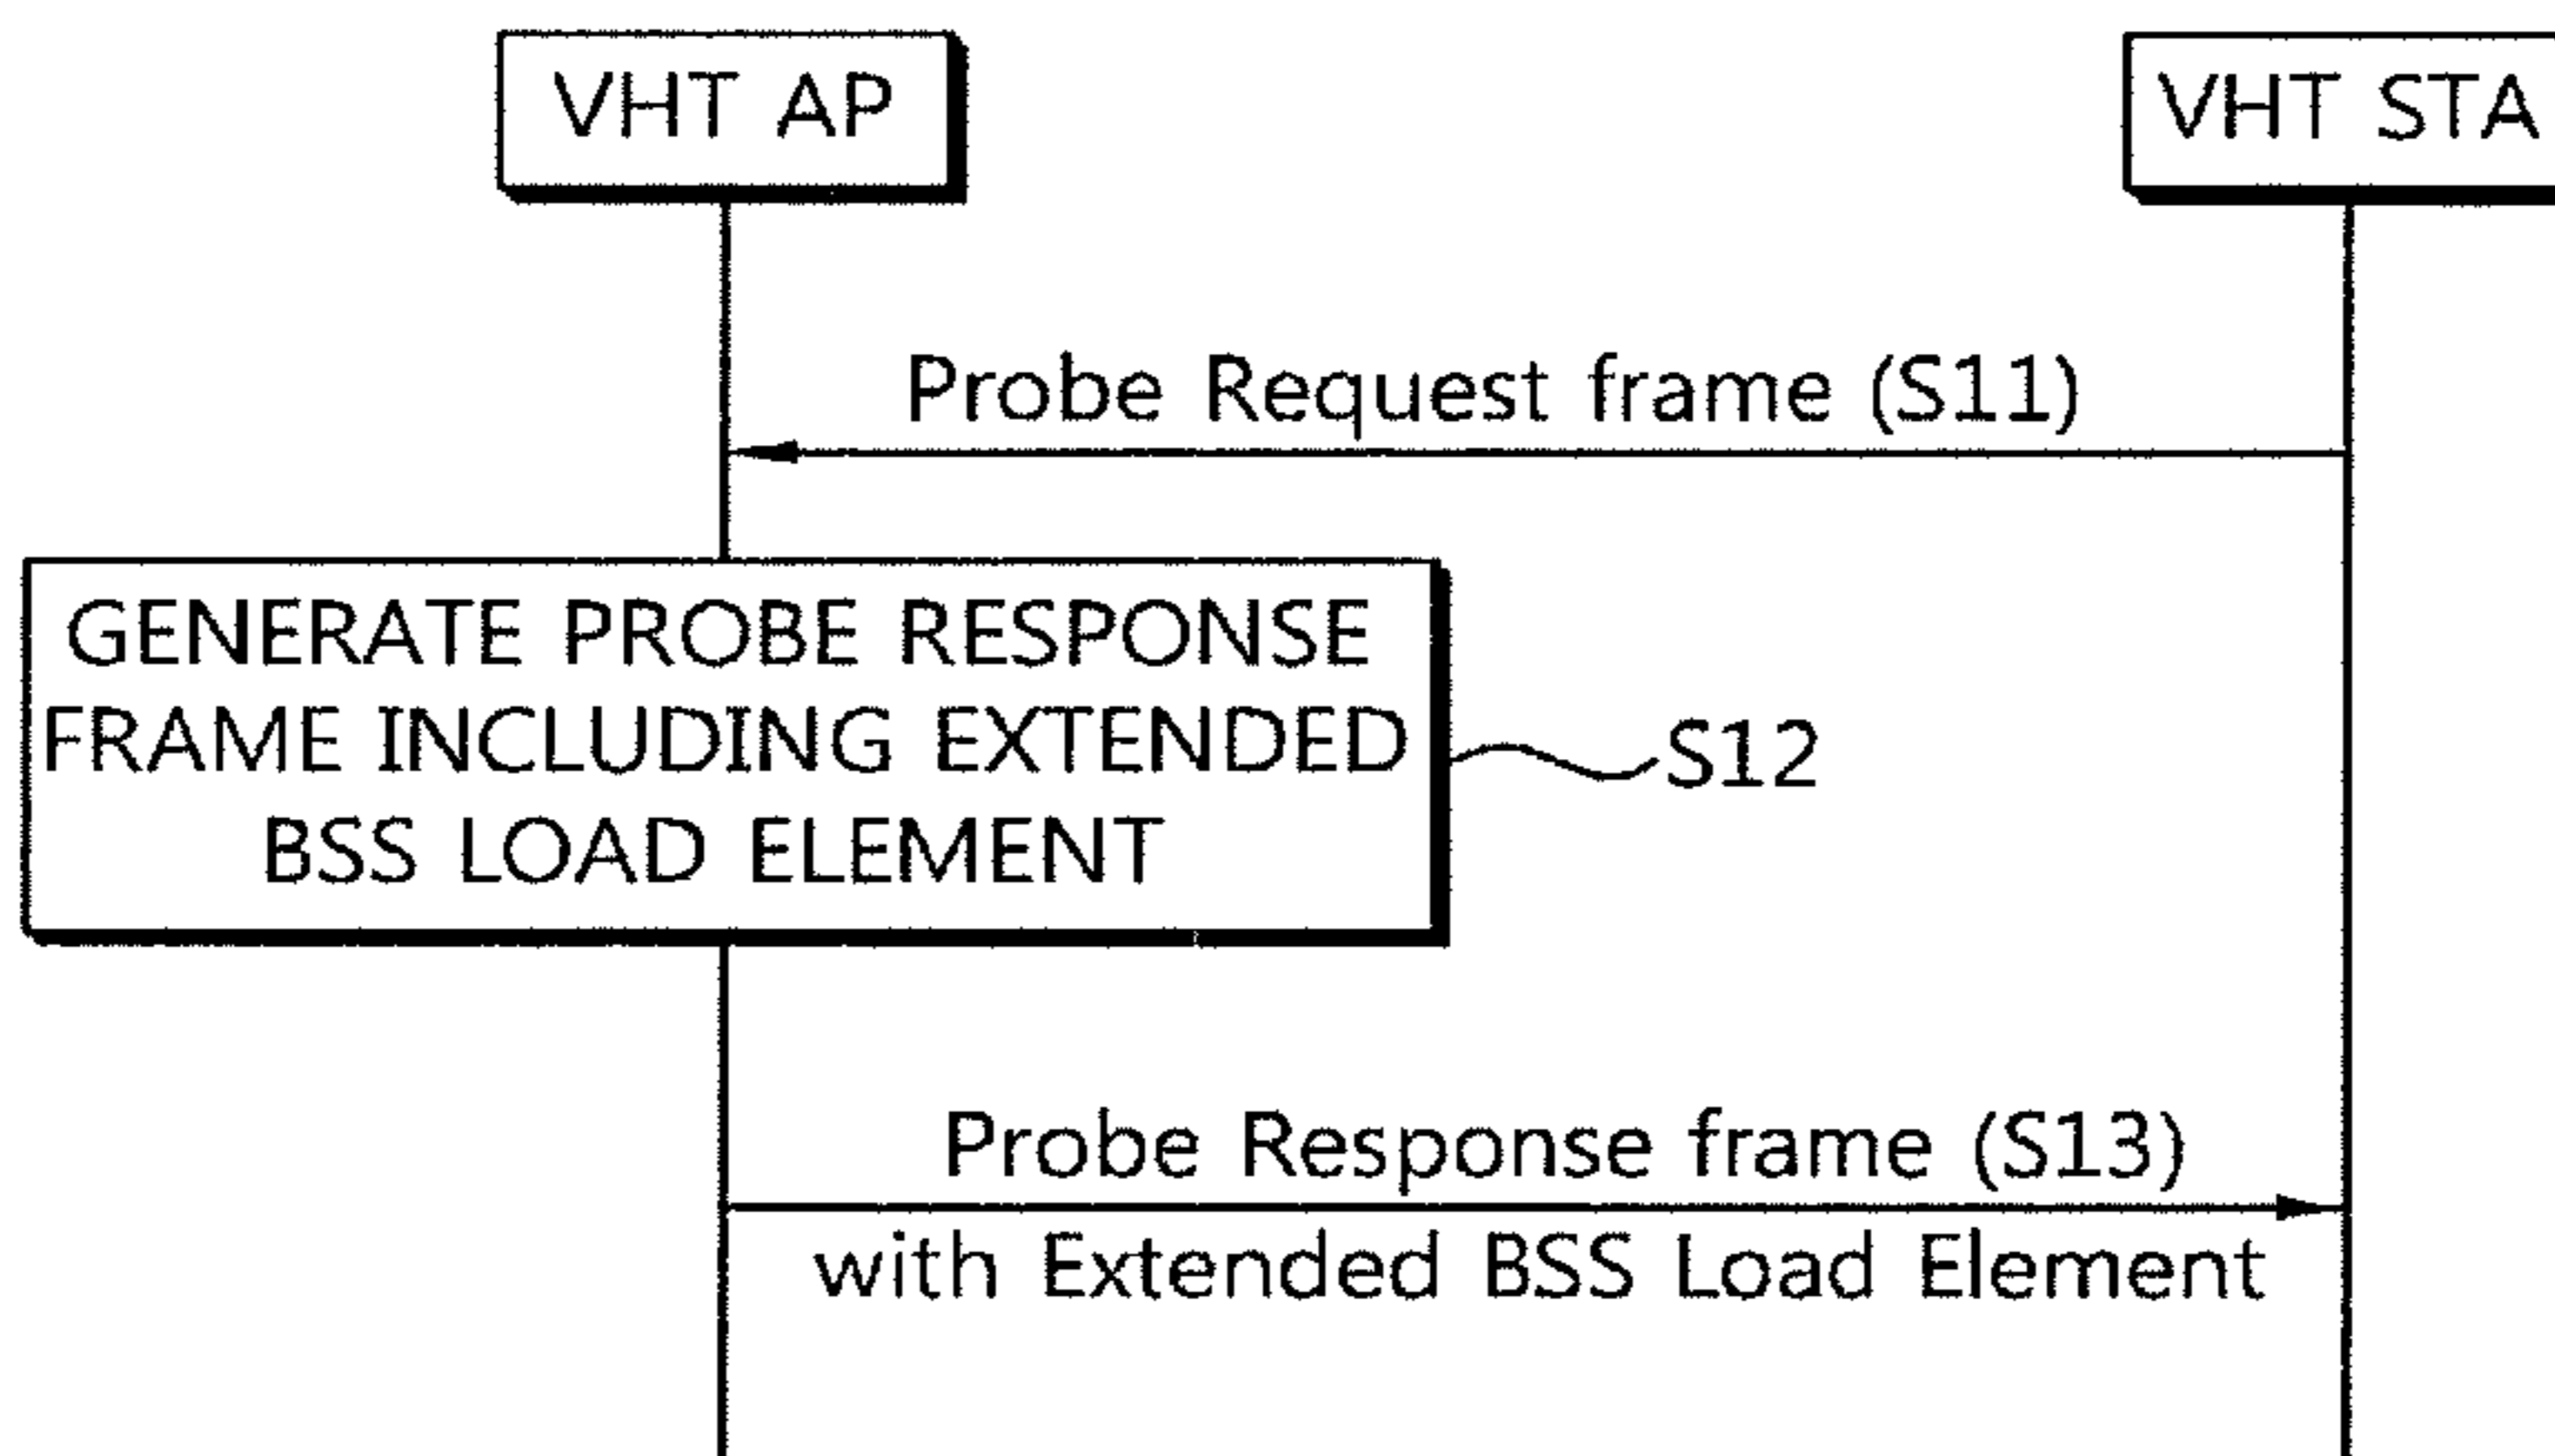 VHT AP
VHT STA
Probe Request frame (S11)
GENERATE PROBE RESPONSE
FRAME INCLUDING EXTENDED
BSS LOAD ELEMENT
S12
Probe Response frame (S13)
with Extended BSS Load Element